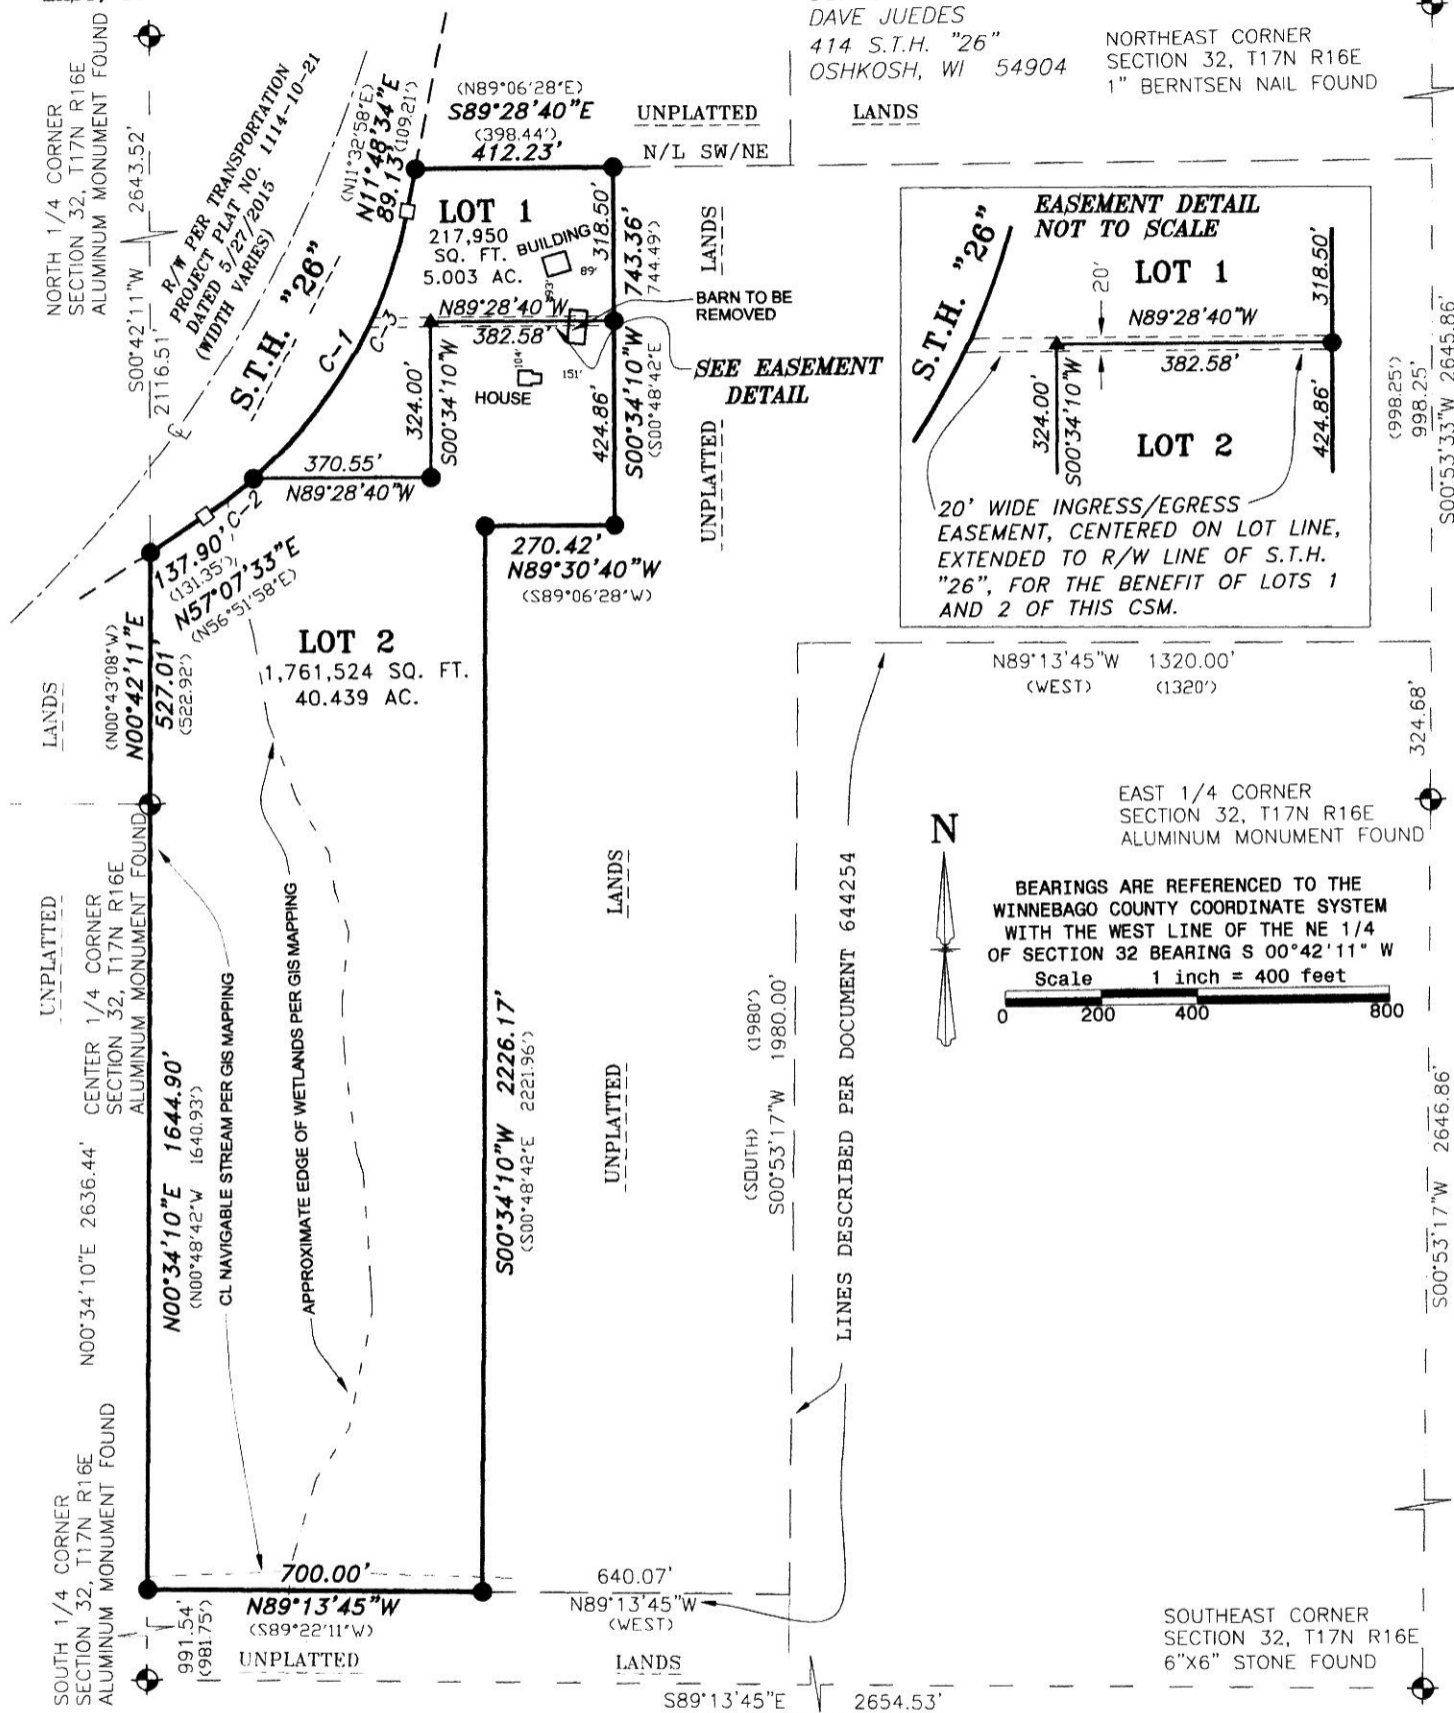 DAVE JUEDES
414 S.T.H. "26"
OSHKOSH, WI 54904
NORTHEAST CORNER
SECTION 32, T17N R16E
1" BERNTSEN NAIL FOUND
NORTH 1/4 CORNER
SECTION 32, T17N R16E
ALUMINUM MONUMENT FOUND
S00°42'11"W 2643.52'
2116.51'
R/W PER TRANSPORTATION
PROJECT PLAT NO. 1114-10-21
DATED 5/27/2015
(WIDTH VARIES)
S.T.H. "26"
(N11°32'58"E)
N11°48'34"E
89.13'
(109.21')
(N89°06'28"E)
S89°28'40"E
(398.44')
412.23'
UNPLATTED
LANDS
N/L SW/NE
LOT 1
217,950
SQ. FT.
5.003 AC.
BUILDING
89'
318.50'
743.36'
744.49')
LANDS
BARN TO BE
REMOVED
N89°28'40"W
382.58'
C-1
C-3
324.00'
S00°34'10"W
HOUSE
104'
151'
424.86'
S00°34'10"W
(S00°48'42"E
SEE EASEMENT
DETAIL
UNPLATTED
370.55'
N89°28'40"W
C-2
137.90'
(131.35')
N57°07'33"E
(N56°51'58"E)
270.42'
N89°30'40"W
(S89°06'28"W)
EASEMENT DETAIL
NOT TO SCALE
S.T.H. "26"
20'
LOT 1
318.50'
N89°28'40"W
382.58'
324.00'
S00°34'10"W
LOT 2
424.86'
20' WIDE INGRESS/EGRESS
EASEMENT, CENTERED ON LOT LINE,
EXTENDED TO R/W LINE OF S.T.H.
"26", FOR THE BENEFIT OF LOTS 1
AND 2 OF THIS CSM.
(998.25')
998.25'
S00°53'33"W 2645.86'
LOT 2
1,761,524 SQ. FT.
40.439 AC.
LANDS
(N00°43'08"W)
N00°42'11"E
527.01'
(522.92')
N89°13'45"W 1320.00'
(WEST) (1320')
324.68'
EAST 1/4 CORNER
SECTION 32, T17N R16E
ALUMINUM MONUMENT FOUND
N
BEARINGS ARE REFERENCED TO THE
WINNEBAGO COUNTY COORDINATE SYSTEM
WITH THE WEST LINE OF THE NE 1/4
OF SECTION 32 BEARING S 00°42'11" W
Scale 1 inch = 400 feet
0 200 400 800
UNPLATTED
CENTER 1/4 CORNER
SECTION 32, T17N R16E
ALUMINUM MONUMENT FOUND
N00°34'10"E 2636.44'
N00°34'10"E 1644.90'
(N00°48'42"W 1640.93')
CL NAVIGABLE STREAM PER GIS MAPPING
APPROXIMATE EDGE OF WETLANDS PER GIS MAPPING
S00°34'10"W 2226.17'
(S00°48'42"E 2221.96')
LANDS
UNPLATTED
(SOUTH) (1980')
S00°53'17"W 1980.00'
LINES DESCRIBED PER DOCUMENT 644254
S00°53'17"W 2646.86'
SOUTH 1/4 CORNER
SECTION 32, T17N R16E
ALUMINUM MONUMENT FOUND
700.00'
N89°13'45"W
(S89°22'11"W)
991.54'
(981.75')
UNPLATTED
LANDS
640.07'
N89°13'45"W
(WEST)
SOUTHEAST CORNER
SECTION 32, T17N R16E
6"X6" STONE FOUND
S89°13'45"E 2654.53'